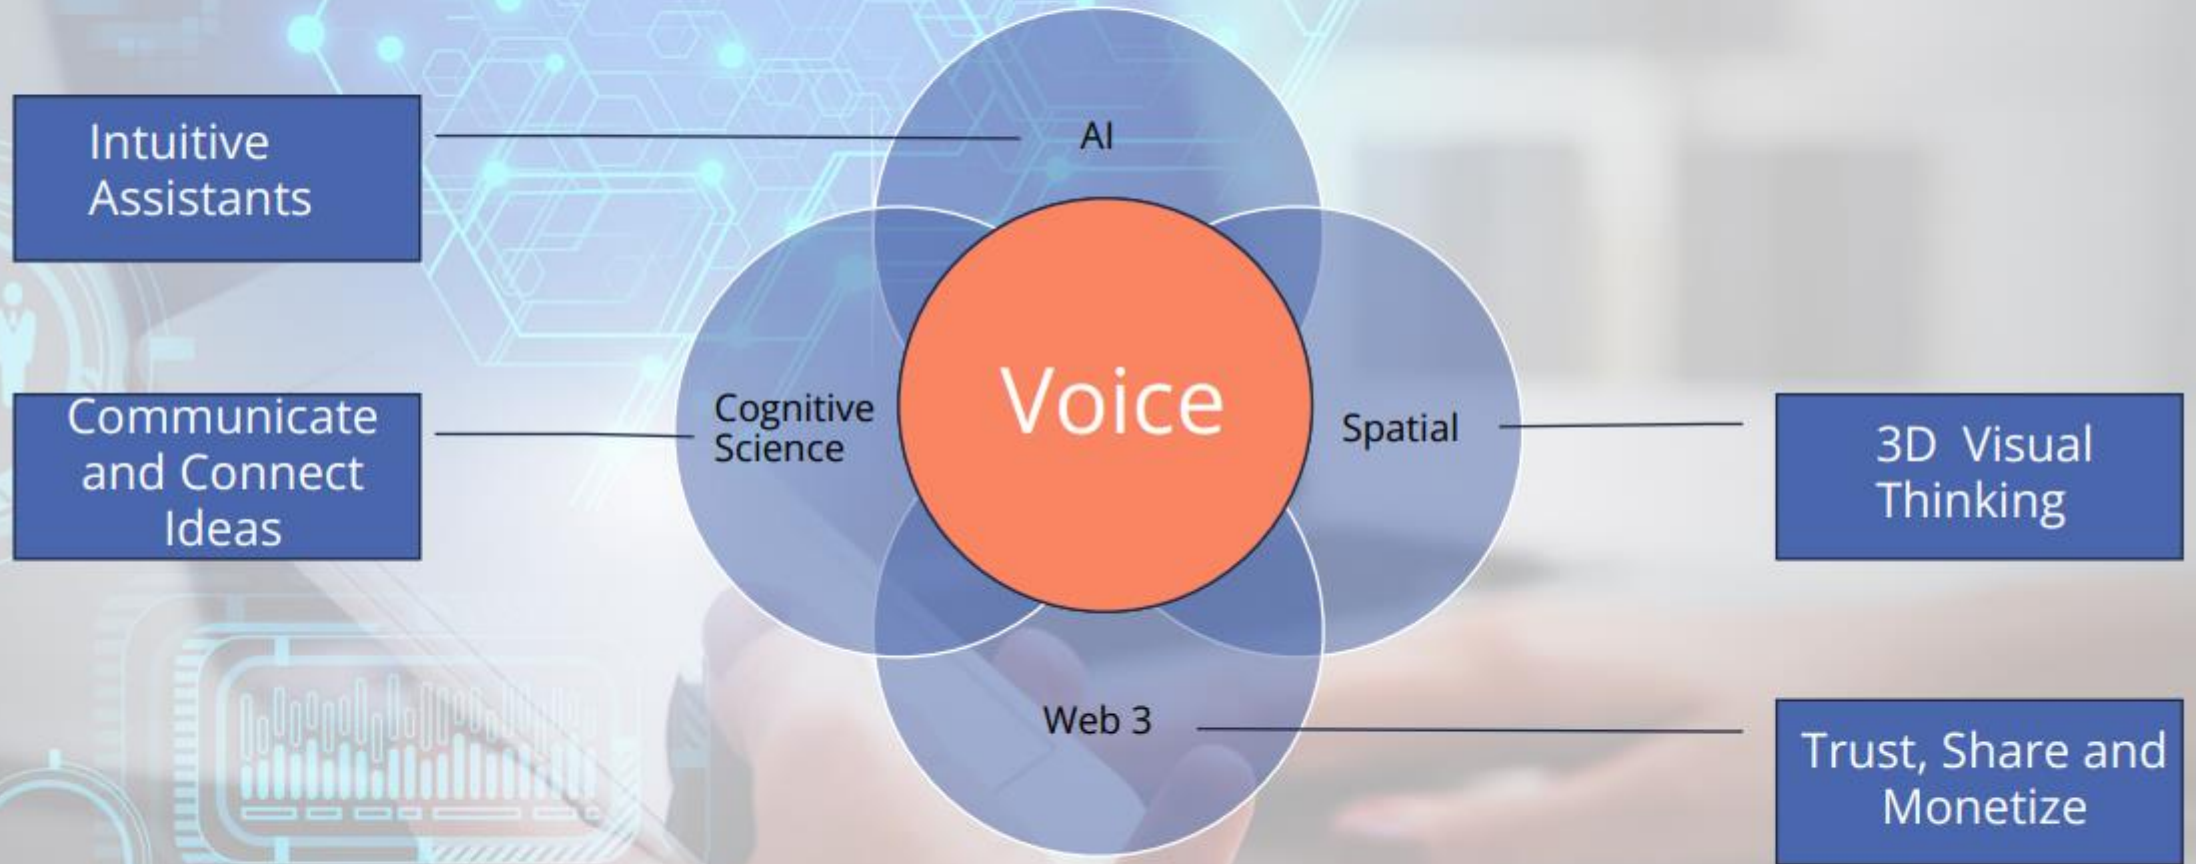 Intuitive
Assistants
AI
Communicate
and Connect
Ideas
Cognitive
Science
Voice
Spatial
3D  Visual
Thinking
Web 3
Trust, Share and
Monetize